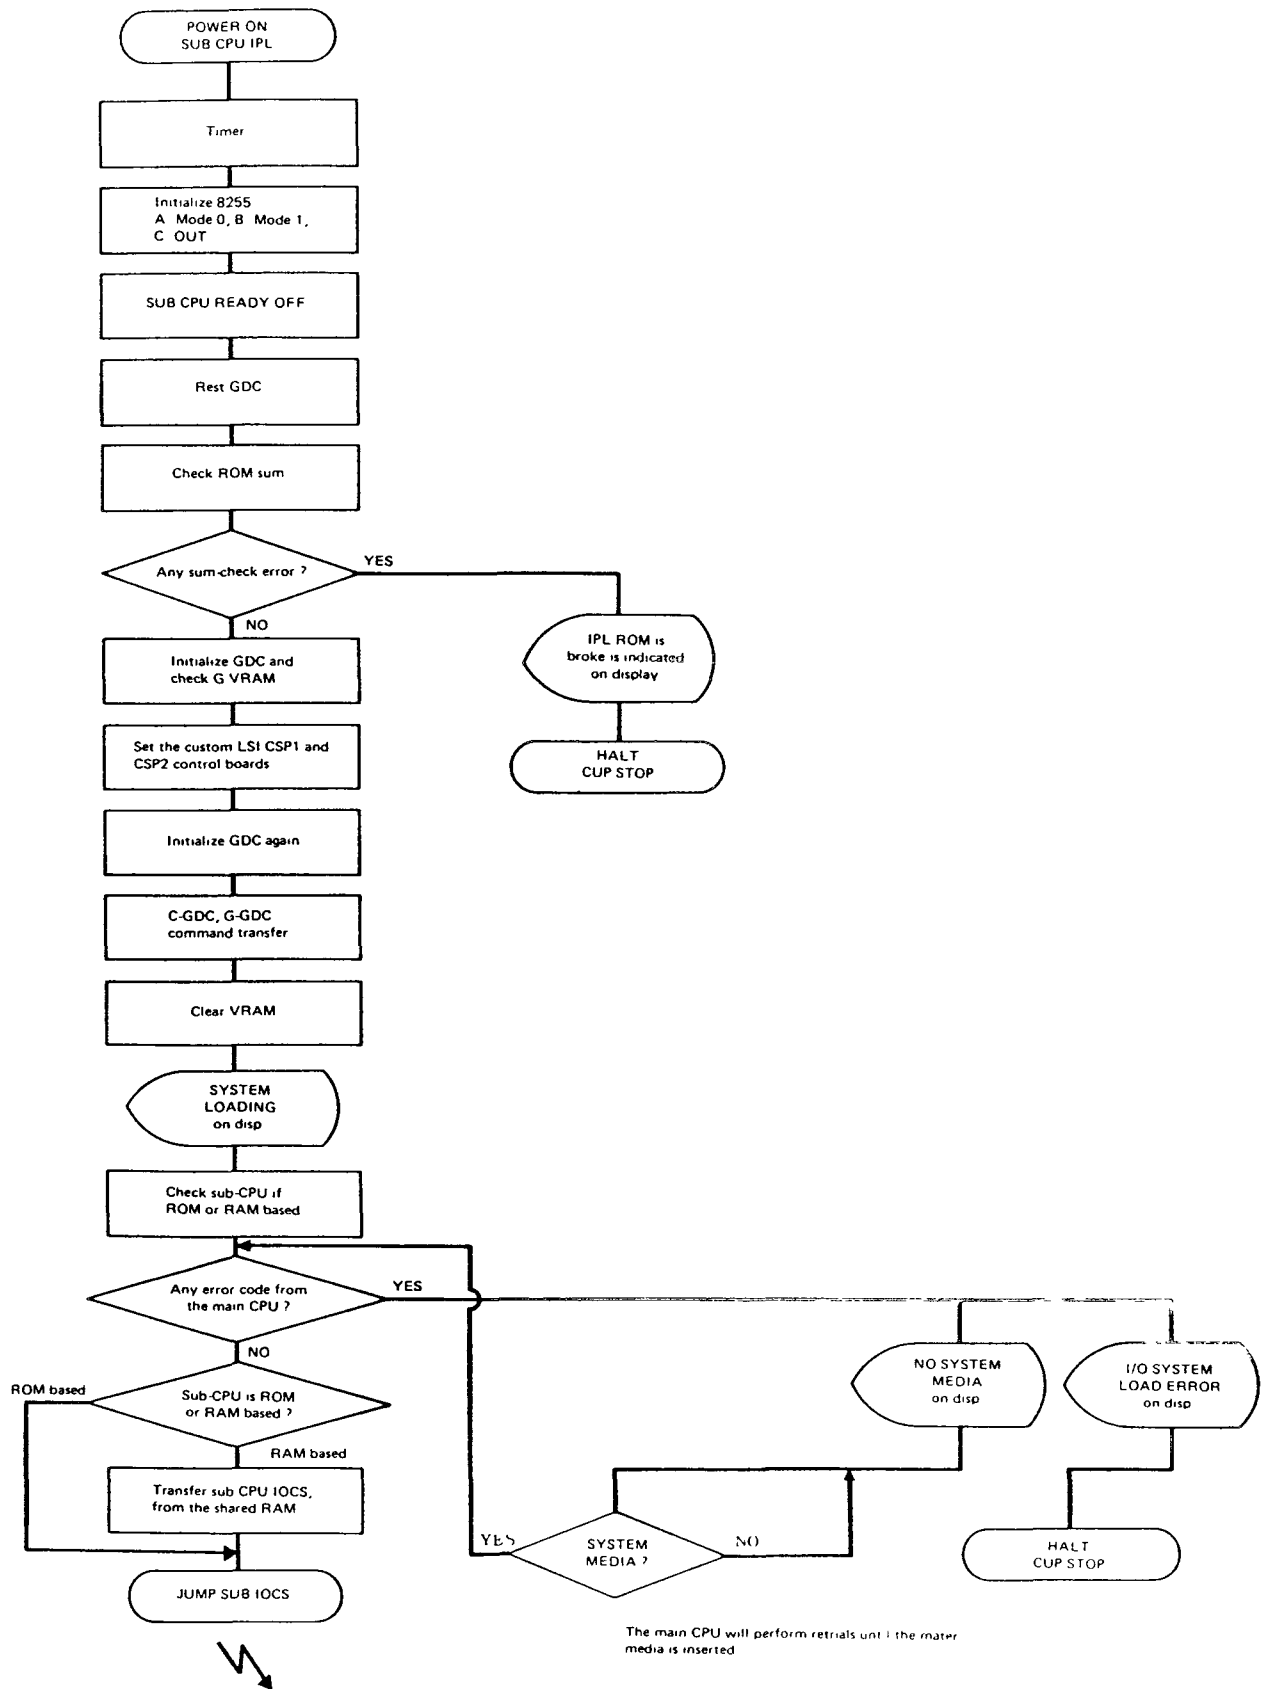 POWER ON
SUB CPU IPL
Timer
Initialize 8255
A Mode 0, B Mode 1,
C OUT
SUB CPU READY OFF
Rest GDC
Check ROM sum
Any sum-check error ?
YES
NO
IPL ROM is
broke is indicated
on display
HALT
CUP STOP
Initialize GDC and
check G VRAM
Set the custom LSI CSP1 and
CSP2 control boards
Initialize GDC again
C-GDC, G-GDC
command transfer
Clear VRAM
SYSTEM
LOADING
on disp
Check sub-CPU if
ROM or RAM based
Any error code from
the main CPU ?
YES
NO
NO SYSTEM
MEDIA
on disp
I/O SYSTEM
LOAD ERROR
on disp
ROM based
Sub-CPU is ROM
or RAM based ?
RAM based
Transfer sub CPU IOCS,
from the shared RAM
YES
SYSTEM
MEDIA ?
NO
HALT
CUP STOP
JUMP SUB IOCS
The main CPU will perform retrials until the mater
media is inserted